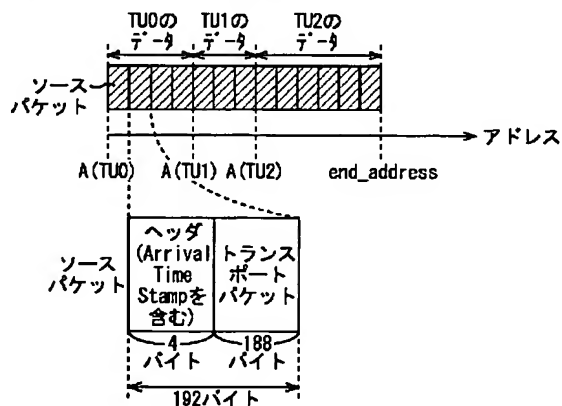 TU0の TU1の TU2の
データ データ データ
ソース
パケット
アドレス
A(TU0) A(TU1) A(TU2) end_address
ソース
パケット
ヘッダ
(Arrival
Time
Stampを
含む)
トランス
ポート
パケット
4
バイト
188
バイト
192バイト